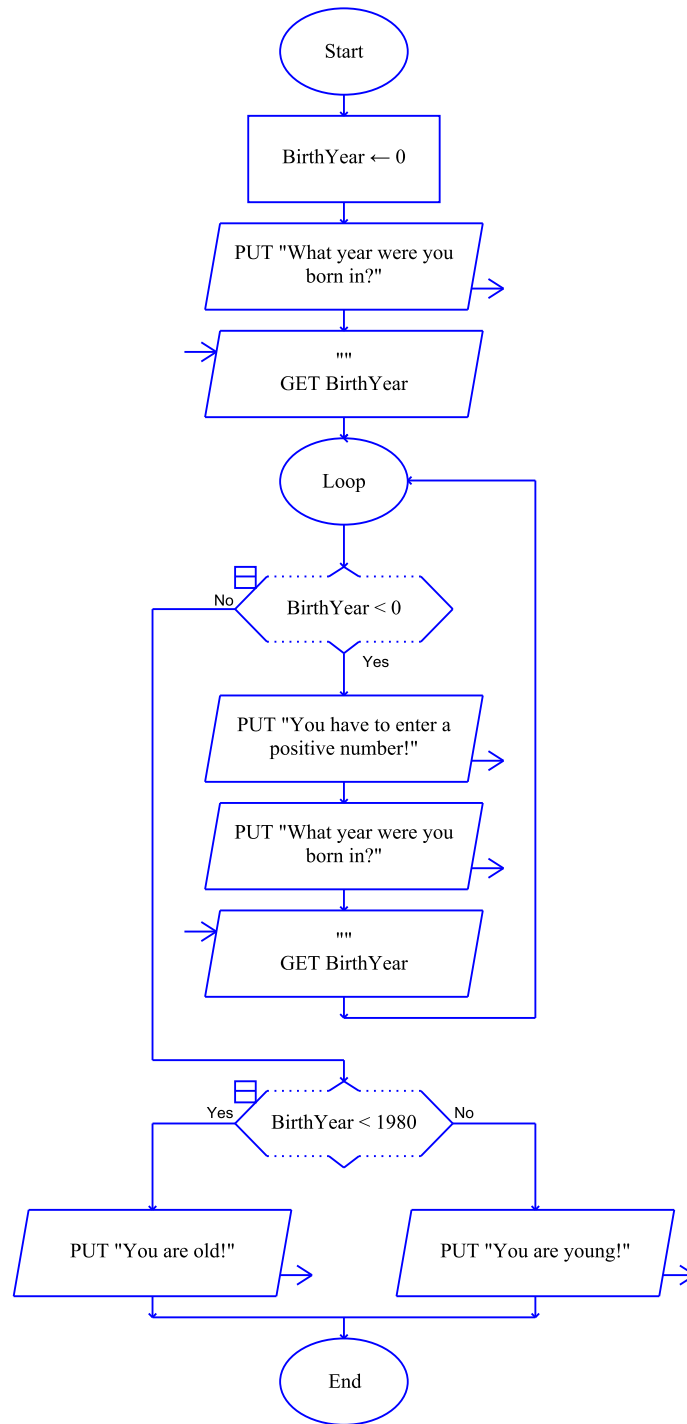 Start
BirthYear ← 0
PUT "What year were you
born in?"
""
GET BirthYear
Loop
BirthYear < 0
No
Yes
PUT "You have to enter a
positive number!"
PUT "What year were you
born in?"
""
GET BirthYear
BirthYear < 1980
Yes
No
PUT "You are old!"
PUT "You are young!"
End